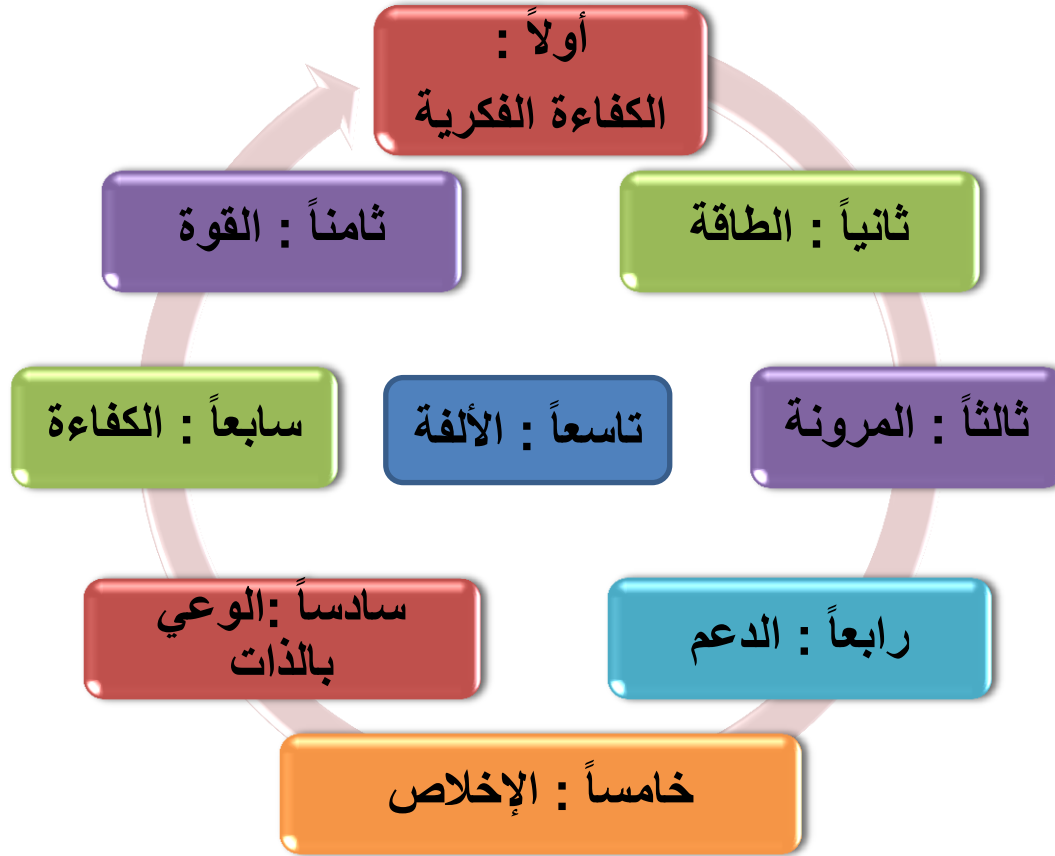 أولاً :
الكفاءة الفكرية
ثانياً : الطاقة
ثالثاً : المرونة
رابعاً : الدعم
خامساً : الإخلاص
سادساً :الوعي
بالذات
سابعاً : الكفاءة
ثامناً : القوة
تاسعاً : الألفة